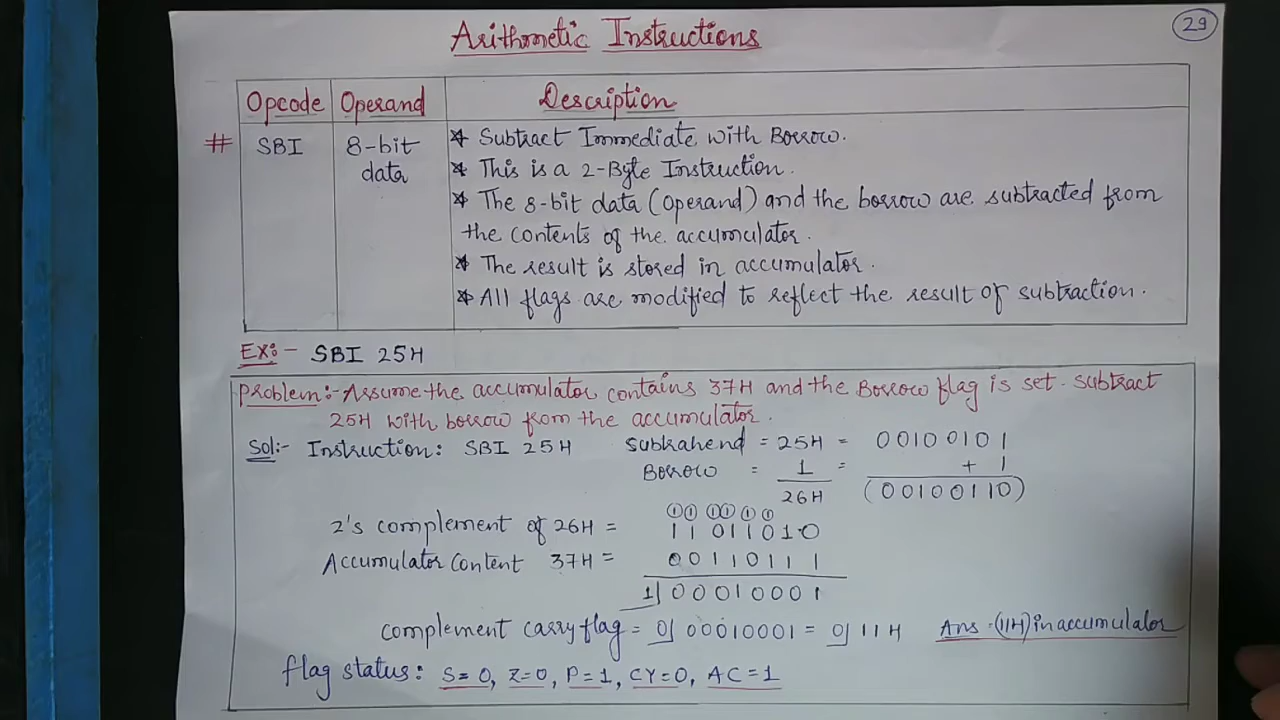 Arithmetic Instructions
29
Opcode Operand Description
# SBI 8-bit data
* Subtract Immediate with Borrow.
* This is a 2-Byte Instruction.
* The 8-bit data (Operand) and the borrow are subtracted from
the contents of the accumulator.
* The result is stored in accumulator.
* All flags are modified to reflect the result of subtraction.
Ex:- SBI 25H
Problem:- Assume the accumulator contains 37H and the Borrow flag is set. Subtract
25H with borrow from the accumulator.
Sol:- Instruction: SBI 25H Subtrahend = 25H = 00100101
Borrow = 1 = + 1
26H (00100110)
1 1 1 1 1 1
2's complement of 26H = 11011010
Accumulator Content 37H = 00110111
1 00010001
complement carry flag = 0 00010001 = 0 11H Ans:-(11H) in accumulator
flag status: S=0, Z=0, P=1, CY=0, AC=1